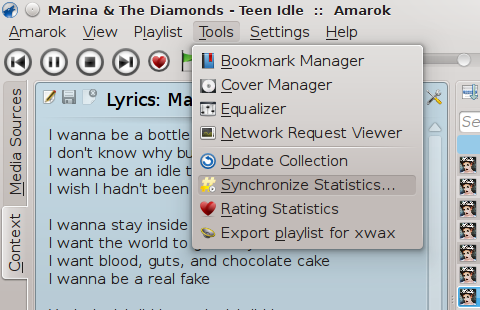 Marina & The Diamonds - Teen Idle :: Amarok
Amarok View Playlist Tools Settings Help
Bookmark Manager
Cover Manager
Equalizer
Network Request Viewer
Update Collection
Synchronize Statistics...
Rating Statistics
Export playlist for xwax
Media Sources
Context
Lyrics: Ma
I wanna be a bottle
I don't know why bu
I wanna be an idle t
I wish I hadn't been
I wanna stay inside
I want the world to
I want blood, guts, and chocolate cake
I wanna be a real fake
Se